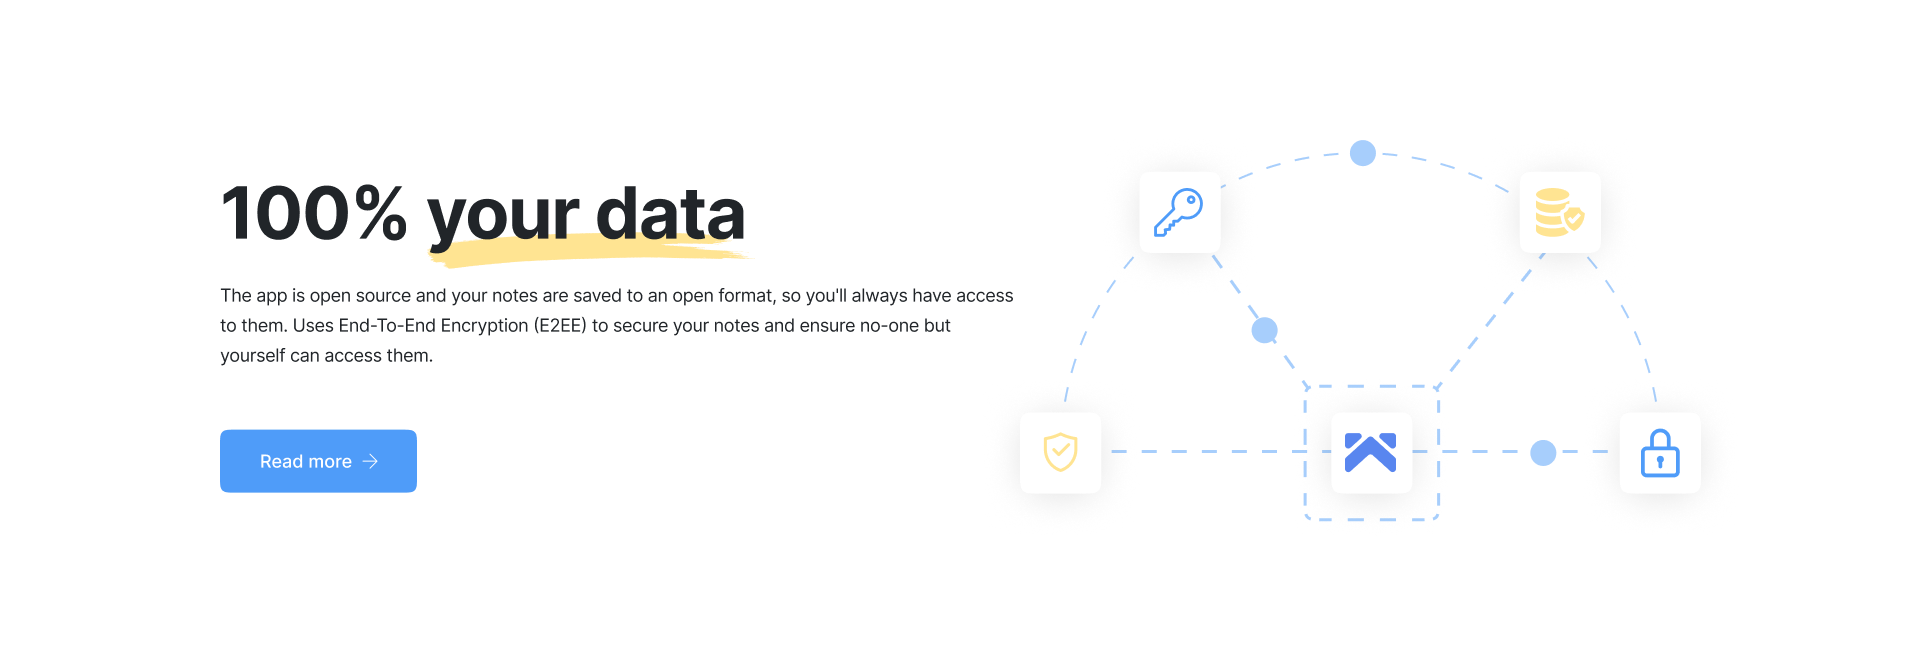 100% your data
The app is open source and your notes are saved to an open format, so you'll always have access
to them. Uses End-To-End Encryption (E2EE) to secure your notes and ensure no-one but
yourself can access them.
Read more